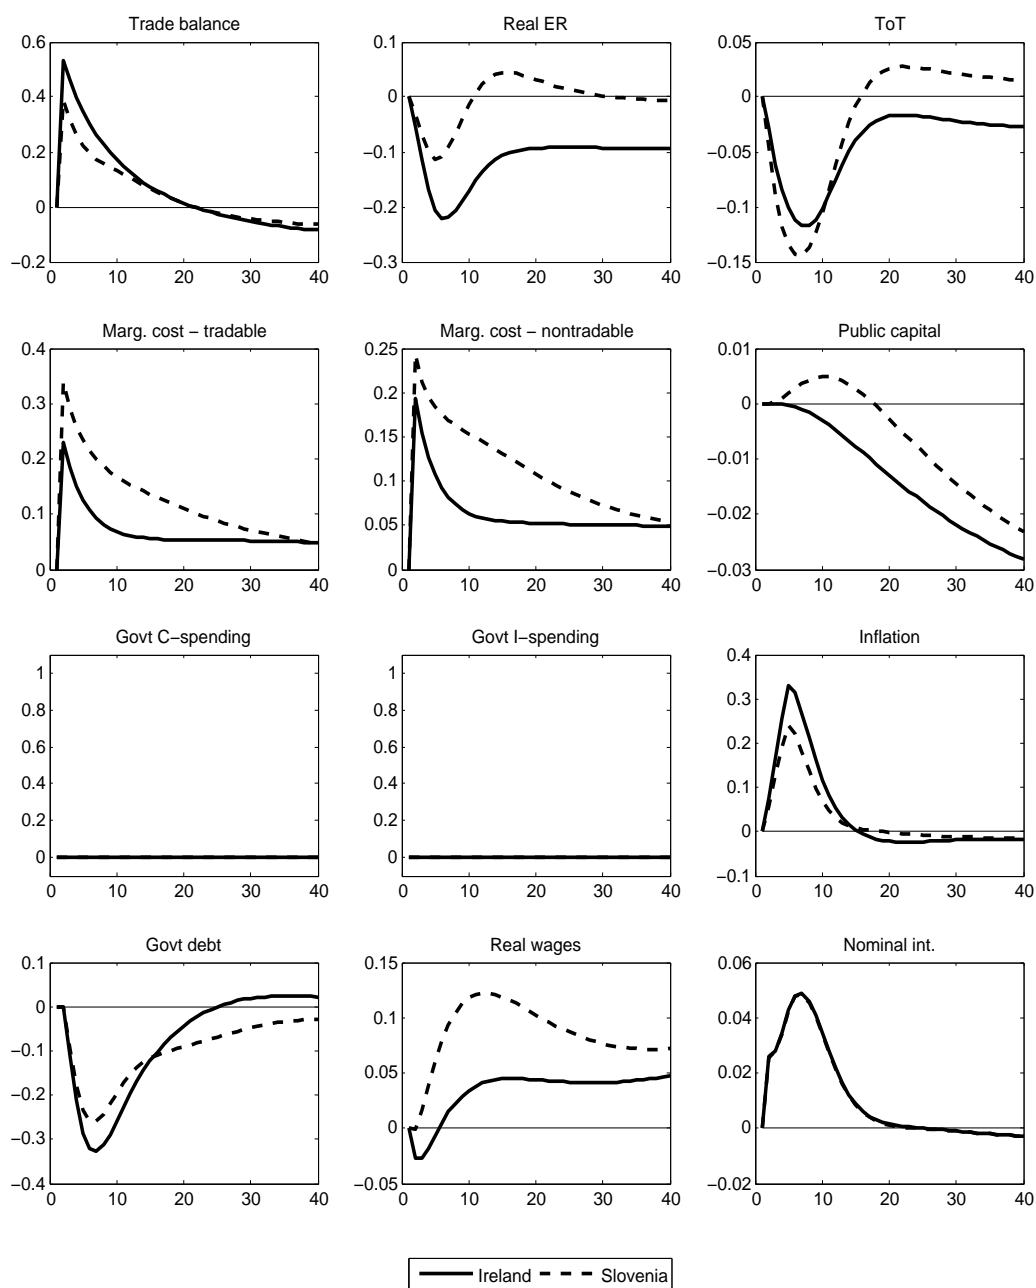 Trade balance
Real ER
ToT
0.6
0.4
0.2
0
−0.2
0 10 20 30 40
0.1
0
−0.1
−0.2
−0.3
0 10 20 30 40
0.05
0
−0.05
−0.1
−0.15
0 10 20 30 40
Marg. cost − tradable
Marg. cost − nontradable
Public capital
0.4
0.3
0.2
0.1
0
0 10 20 30 40
0.25
0.2
0.15
0.1
0.05
0
0 10 20 30 40
0.01
0
−0.01
−0.02
−0.03
0 10 20 30 40
Govt C−spending
Govt I−spending
Inflation
1
0.8
0.6
0.4
0.2
0
0 10 20 30 40
1
0.8
0.6
0.4
0.2
0
0 10 20 30 40
0.4
0.3
0.2
0.1
0
−0.1
0 10 20 30 40
Govt debt
Real wages
Nominal int.
0.1
0
−0.1
−0.2
−0.3
−0.4
0 10 20 30 40
0.15
0.1
0.05
0
−0.05
0 10 20 30 40
0.06
0.04
0.02
0
−0.02
0 10 20 30 40
Ireland Slovenia